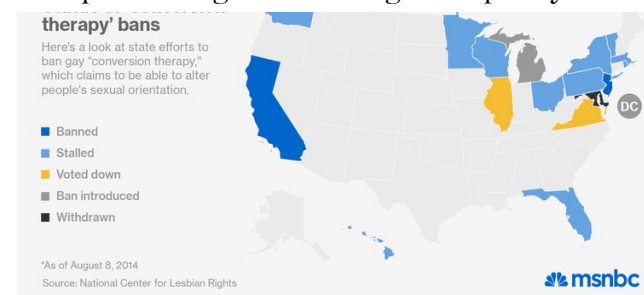 therapy' bans
Here's a look at state efforts to
ban gay "conversion therapy,"
which claims to be able to alter
people's sexual orientation.
Banned
Stalled
Voted down
Ban introduced
Withdrawn
DC
*As of August 8, 2014
Source: National Center for Lesbian Rights
msnbc